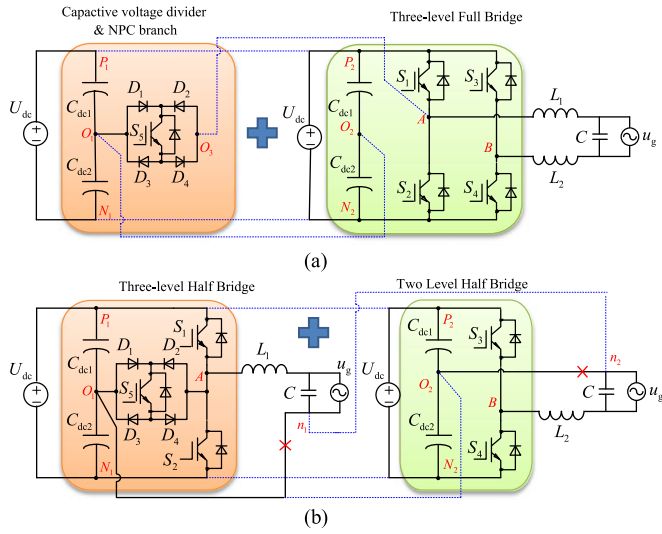 Capactive voltage divider
& NPC branch
Three-level Full Bridge
P1
P2
Udc
Cdc1
D1
D2
S5
O1
O3
D3
D4
Cdc2
N1
Udc
Cdc1
O2
Cdc2
N2
S1
S3
A
B
S2
S4
L1
C
ug
L2
(a)
Three-level Half Bridge
Two Level Half Bridge
P1
S1
Udc
Cdc1
D1
D2
A
L1
ug
O1
S5
C
D3
D4
n1
Cdc2
S2
N1
P2
S3
Udc
Cdc1
n2
O2
C
ug
B
L2
Cdc2
S4
N2
(b)